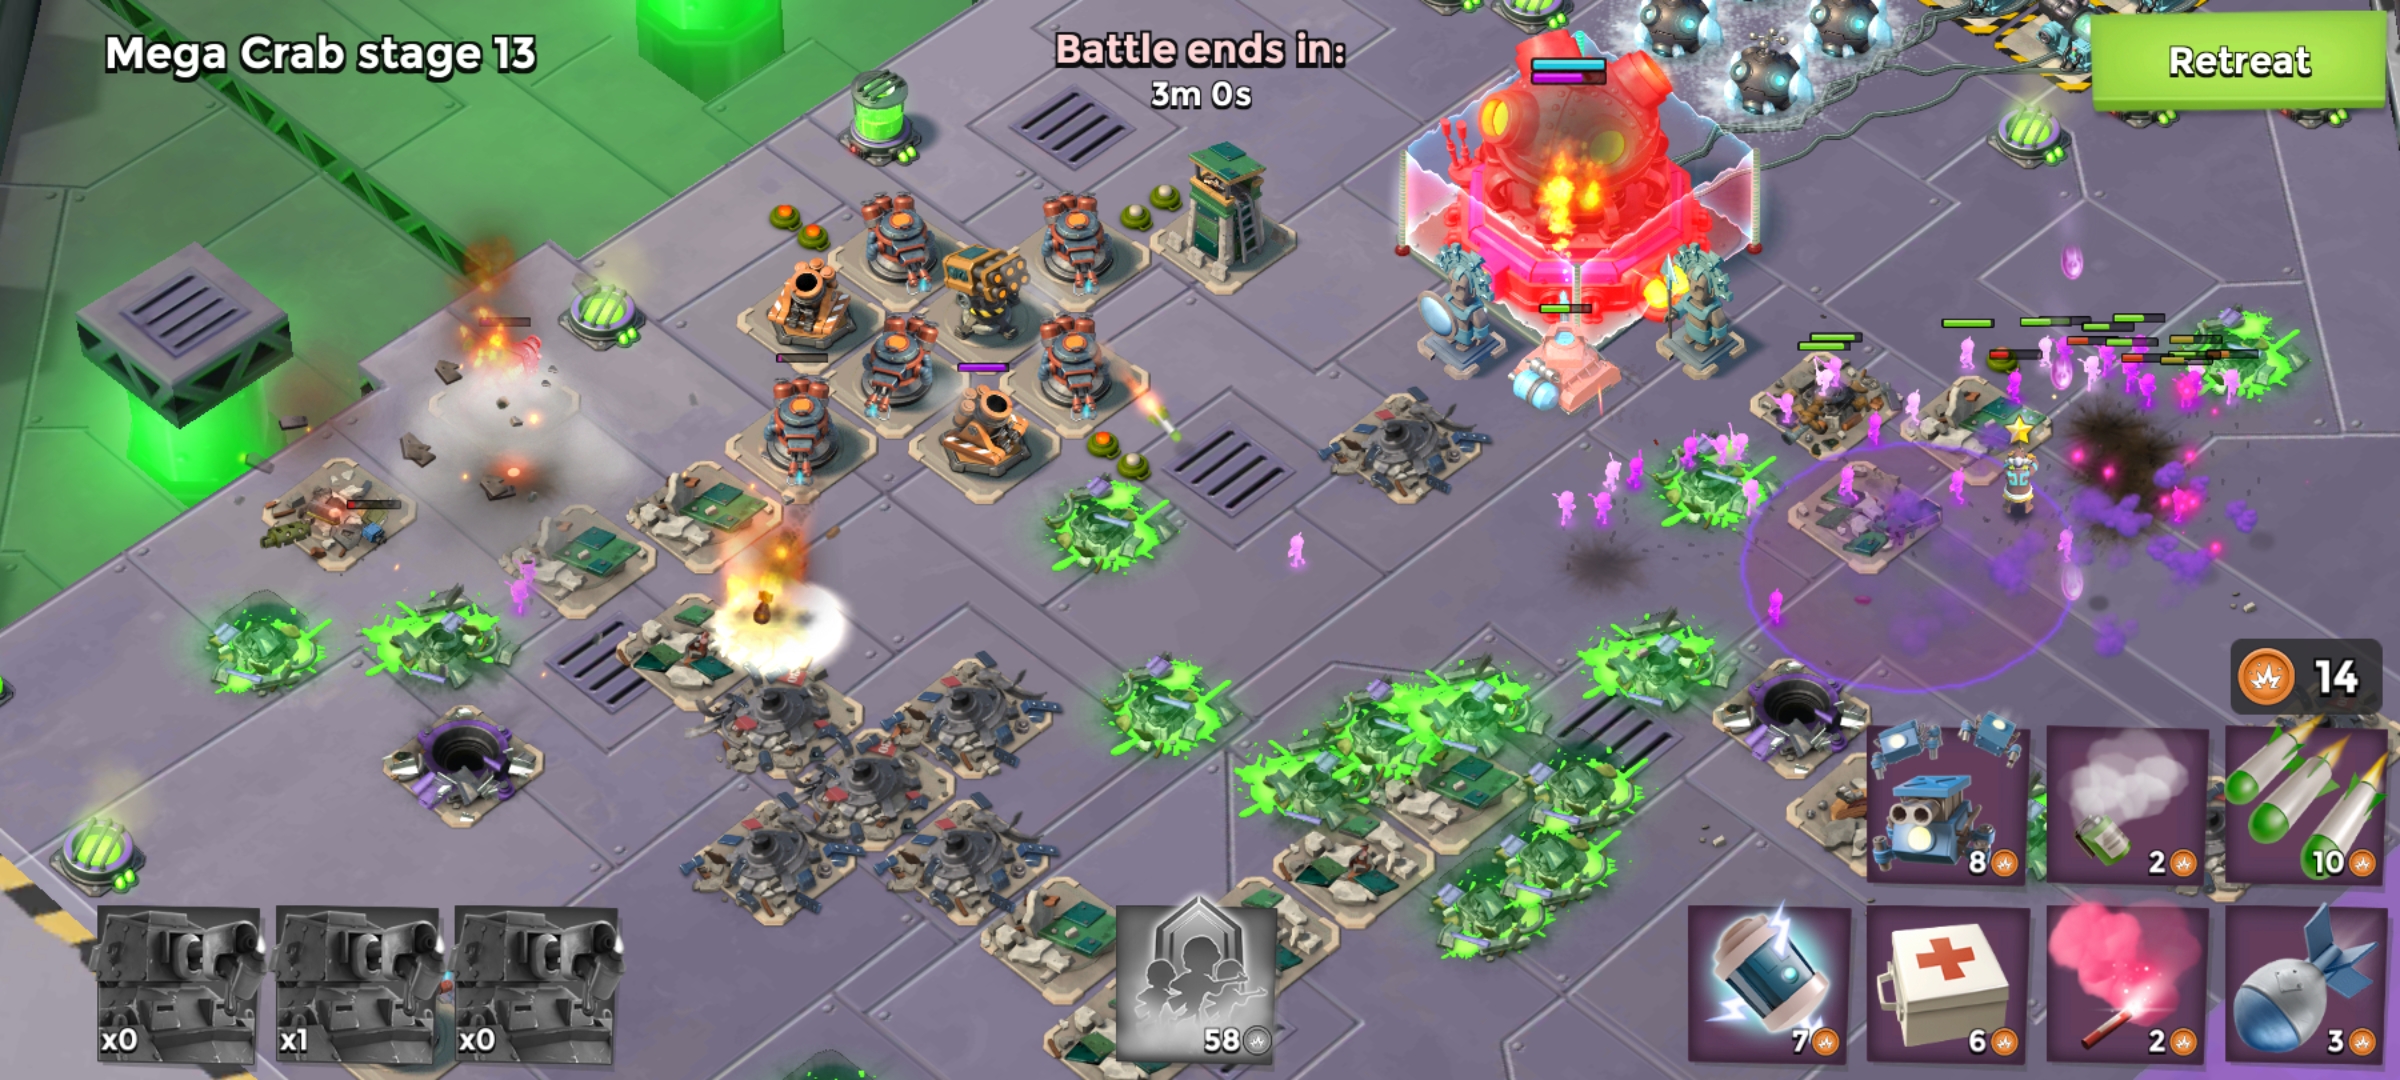 Mega Crab stage 13
Battle ends in:
3m 0s
Retreat
14
8
2
10
x0
x1
x0
58
7
6
2
3